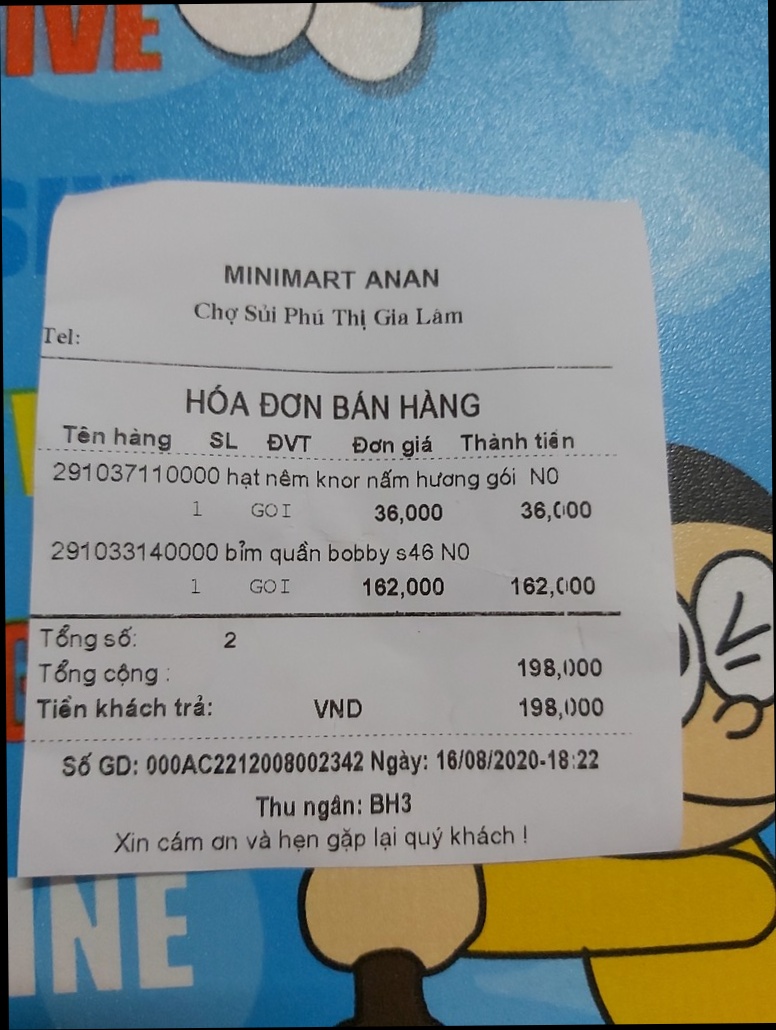 IVE
MINIMART ANAN
Chợ Sủi Phú Thị Gia Lâm
Tel:
HÓA ĐƠN BÁN HÀNG
Tên hàng SL ĐVT Đơn giá Thành tiền
291037110000 hạt nêm knor nấm hương gói N0
1 GOI 36,000 36,000
291033140000 bỉm quần bobby s46 N0
1 GOI 162,000 162,000
Tổng số: 2
Tổng cộng : 198,000
Tiền khách trả: VND 198,000
Số GD: 000AC2212008002342 Ngày: 16/08/2020-18:22
Thu ngân: BH3
Xin cám ơn và hẹn gặp lại quý khách !
INE